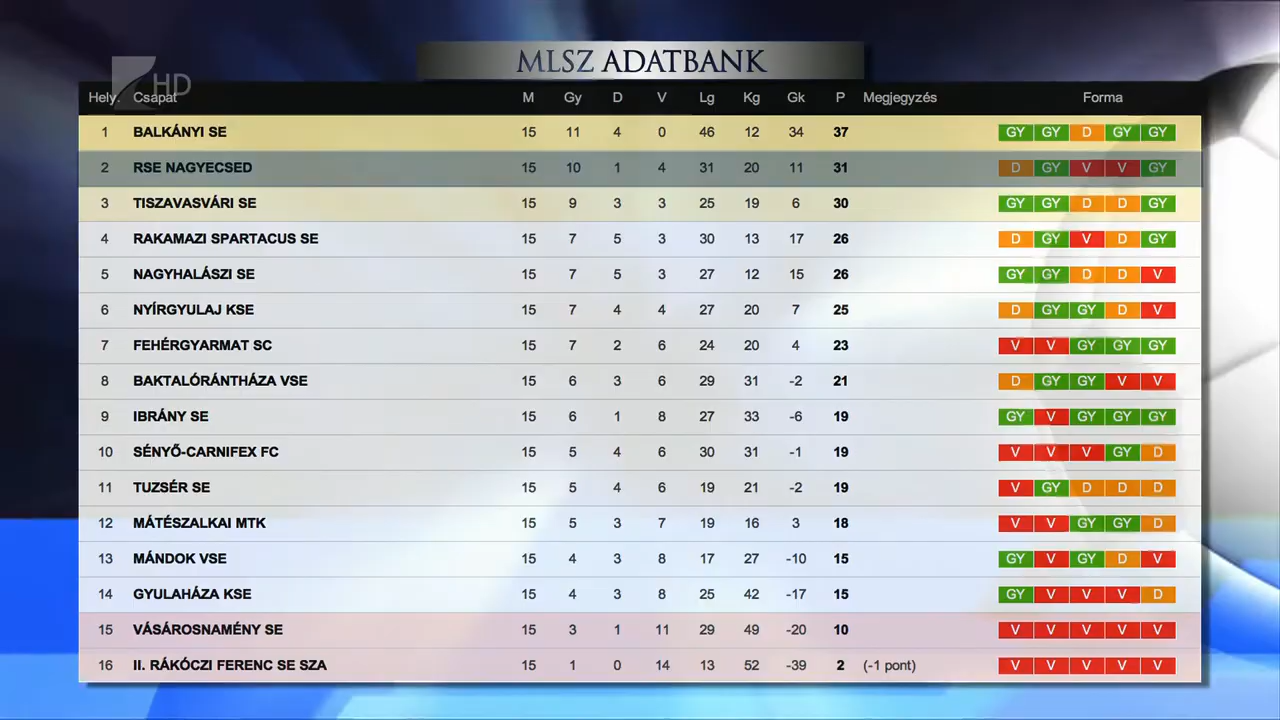 MLSZ ADATBANK
HD
Hely. Csapat M Gy D V Lg Kg Gk P Megjegyzés Forma
1 BALKÁNYI SE 15 11 4 0 46 12 34 37 GY GY D GY GY
2 RSE NAGYECSED 15 10 1 4 31 20 11 31 D GY V V GY
3 TISZAVASVÁRI SE 15 9 3 3 25 19 6 30 GY GY D D GY
4 RAKAMAZI SPARTACUS SE 15 7 5 3 30 13 17 26 D GY V D GY
5 NAGYHALÁSZI SE 15 7 5 3 27 12 15 26 GY GY D D V
6 NYÍRGYULAJ KSE 15 7 4 4 27 20 7 25 D GY GY D V
7 FEHÉRGYARMAT SC 15 7 2 6 24 20 4 23 V V GY GY GY
8 BAKTALÓRÁNTHÁZA VSE 15 6 3 6 29 31 -2 21 D GY GY V V
9 IBRÁNY SE 15 6 1 8 27 33 -6 19 GY V GY GY GY
10 SÉNYŐ-CARNIFEX FC 15 5 4 6 30 31 -1 19 V V V GY D
11 TUZSÉR SE 15 5 4 6 19 21 -2 19 V GY D D D
12 MÁTÉSZALKAI MTK 15 5 3 7 19 16 3 18 V V GY GY D
13 MÁNDOK VSE 15 4 3 8 17 27 -10 15 GY V GY D V
14 GYULAHÁZA KSE 15 4 3 8 25 42 -17 15 GY V V V D
15 VÁSÁROSNAMÉNY SE 15 3 1 11 29 49 -20 10 V V V V V
16 II. RÁKÓCZI FERENC SE SZA 15 1 0 14 13 52 -39 2 (-1 pont) V V V V V